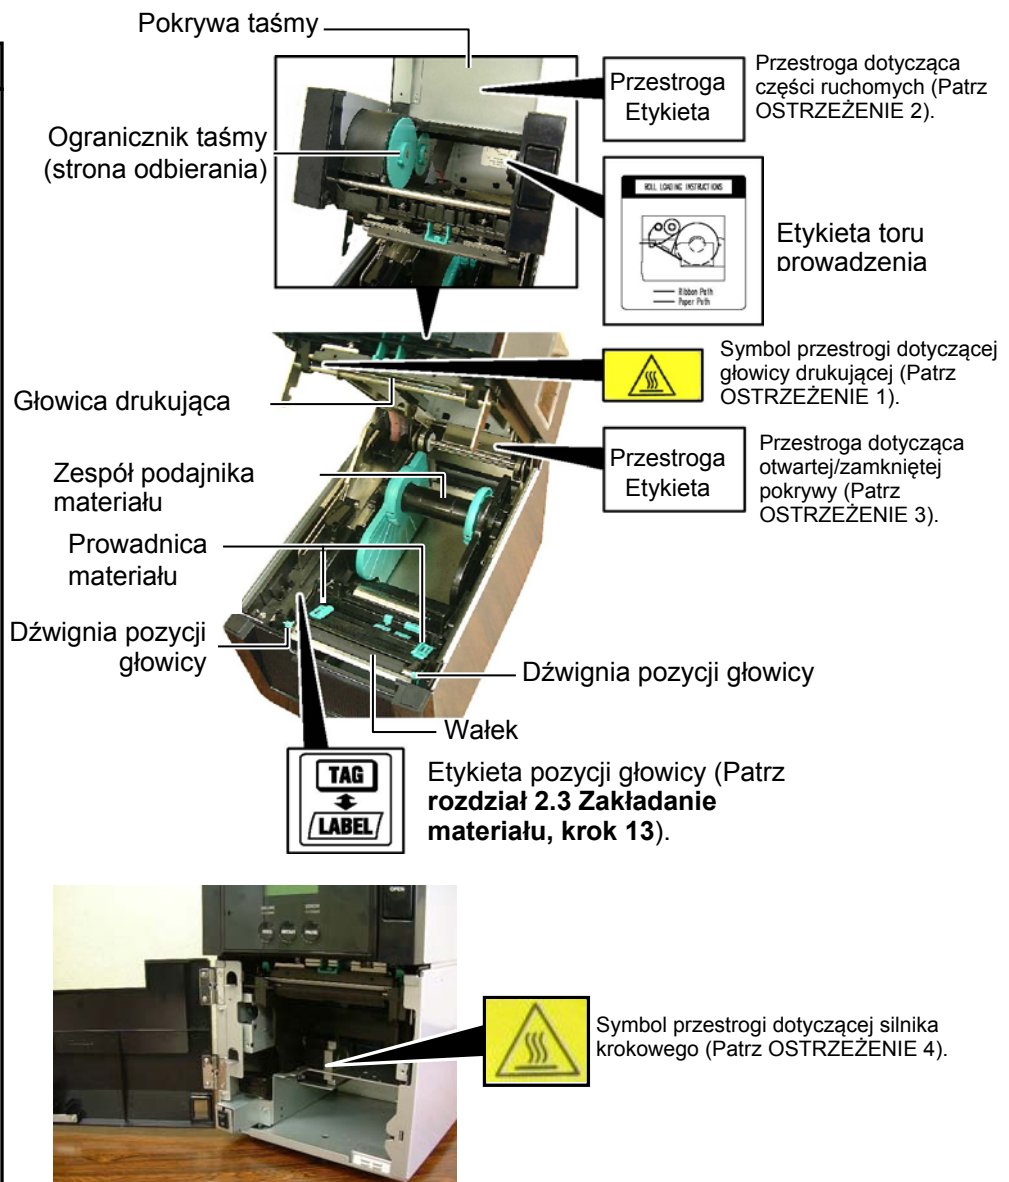 Pokrywa taśmy
Przestroga
Etykieta
Przestroga dotycząca
części ruchomych (Patrz
OSTRZEŻENIE 2).
Ogranicznik taśmy
(strona odbierania)
ROLL LOADING INSTRUCTIONS
Ribbon Path
Paper Path
Etykieta toru
prowadzenia
Symbol przestrogi dotyczącej
głowicy drukującej (Patrz
OSTRZEŻENIE 1).
Głowica drukująca
Przestroga
Etykieta
Przestroga dotycząca
otwartej/zamkniętej
pokrywy (Patrz
OSTRZEŻENIE 3).
Zespół podajnika
materiału
Prowadnica
materiału
Dźwignia pozycji
głowicy
Dźwignia pozycji głowicy
Wałek
TAG
LABEL
Etykieta pozycji głowicy (Patrz
rozdział 2.3 Zakładanie
materiału, krok 13).
OPEN
Symbol przestrogi dotyczącej silnika
krokowego (Patrz OSTRZEŻENIE 4).